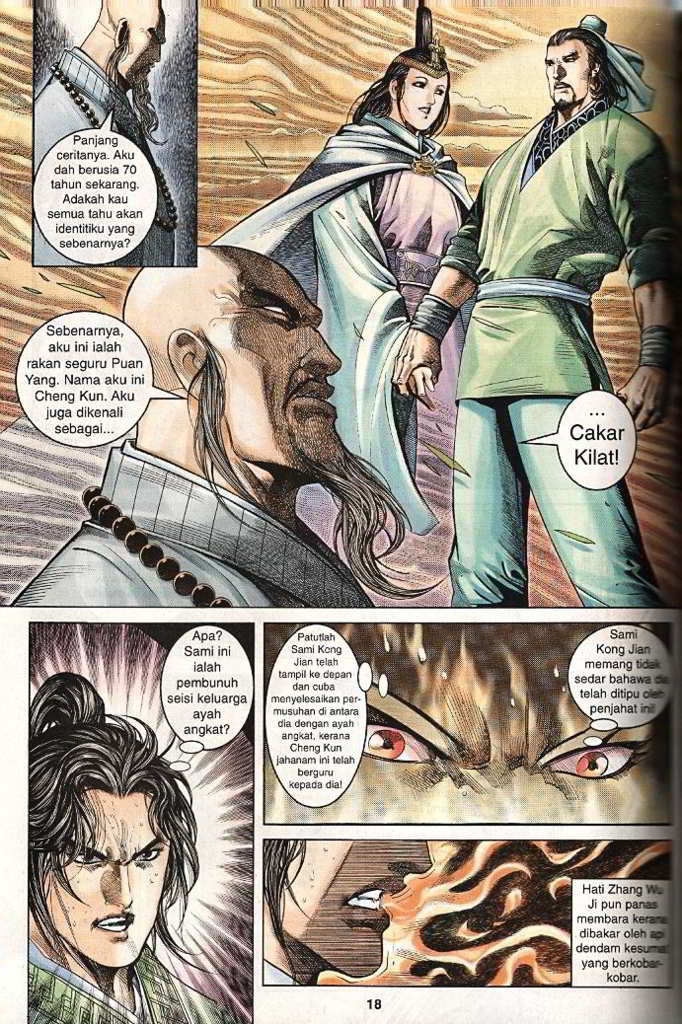 Panjang
ceritanya. Aku
dah berusia 70
tahun sekarang.
Adakah kau
semua tahu akan
identitiku yang
sebenarnya?
Sebenarnya,
aku ini ialah
rakan seguru Puan
Yang. Nama aku ini
Cheng Kun. Aku
juga dikenali
sebagai...
...
Cakar
Kilat!
Apa?
Sami ini
ialah
pembunuh
seisi keluarga
ayah
angkat?
Patutlah
Sami Kong
Jian telah
tampil ke depan
dan cuba
menyelesaikan per-
musuhan di antara
dia dengan ayah
angkat, kerana
Cheng Kun
jahanam ini telah
berguru
kepada dia!
Sami
Kong Jian
memang tidak
sedar bahawa dia
telah ditipu oleh
penjahat ini!
Hati Zhang Wu
Ji pun panas
membara kerana
dibakar oleh api
dendam kesumat
yang berkobar-
kobar.
18